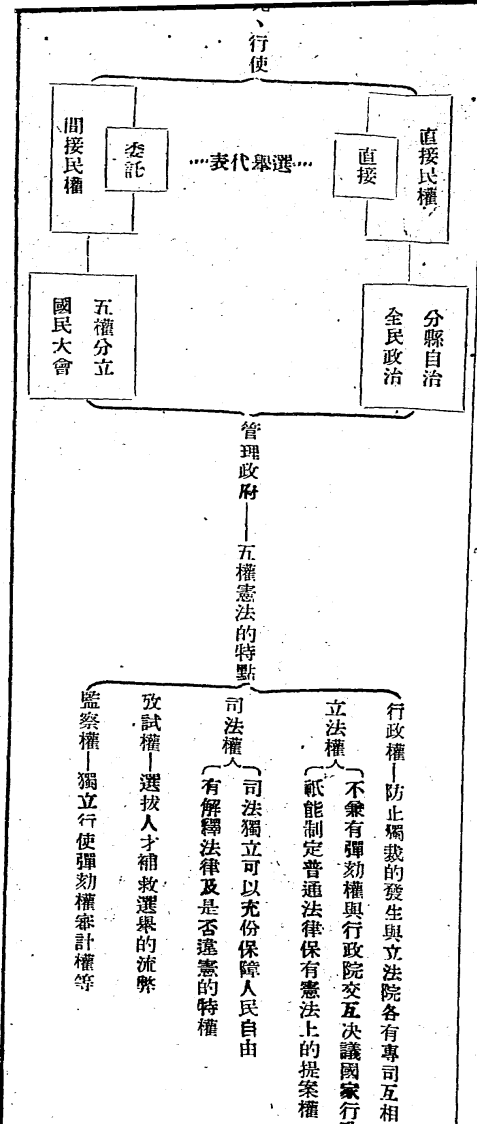 、行使
直接民權
直接
……選舉代表……
委託
間接民權
分縣自治
全民政治
五權分立
國民大會
管理政府——五權憲法的特點
行政權—防止獨裁的發生與立法院各有專司互相
立法權
不兼有彈劾權與行政院交互決議國家行
祇能制定普通法律保有憲法上的提案權
司法權
司法獨立可以充份保障人民自由
有解釋法律及是否違憲的特權
攷試權—選拔人才補救選舉的流弊
監察權—獨立行使彈劾權審計權等